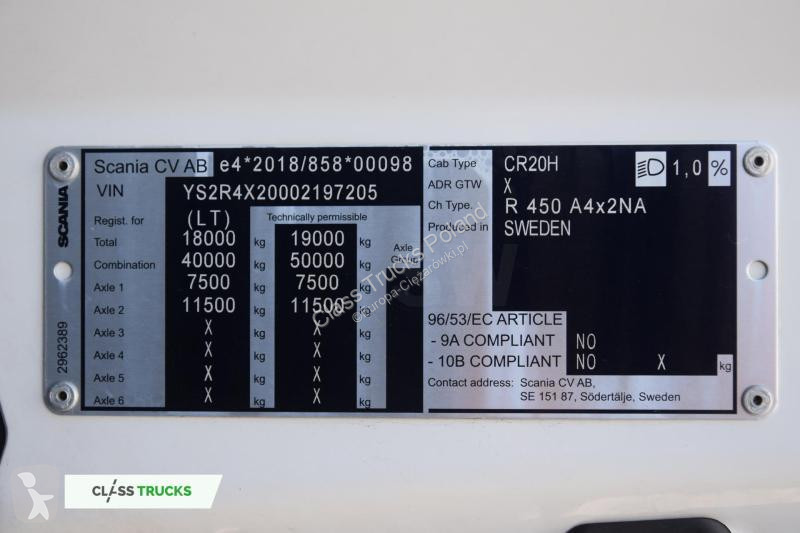 Scania CV AB e4*2018/858*00098
VIN YS2R4X20002197205
Regist. for (LT) Technically permissible
Total 18000 kg 19000 kg Axle
Combination 40000 kg 50000 kg Group
Axle 1 7500 kg 7500 kg
Axle 2 11500 kg 11500 kg
Axle 3 X kg X kg
Axle 4 X kg X kg
Axle 5 X kg X kg
Axle 6 X kg X kg
Cab Type CR20H 1,0 %
ADR GTW X
Ch Type. R 450 A4x2NA
Produced in SWEDEN
96/53/EC ARTICLE
- 9A COMPLIANT NO
- 10B COMPLIANT NO X kg
Contact address: Scania CV AB,
SE 151 87, Södertälje, Sweden
SCANIA
2962389
Class Trucks Poland
@europa-Ciezarowki.pl
CLASS TRUCKS